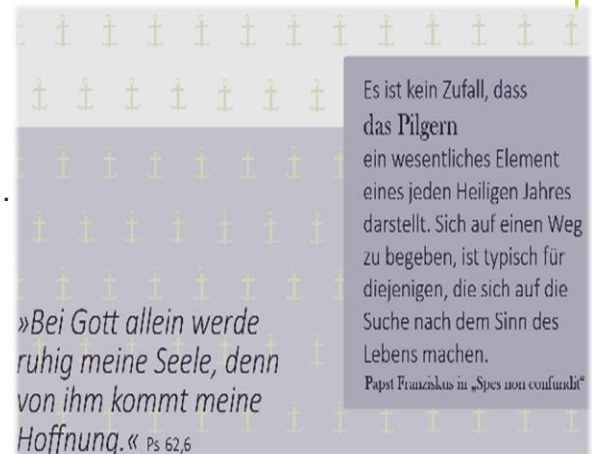 Es ist kein Zufall, dass
das Pilgern
ein wesentliches Element
eines jeden Heiligen Jahres
darstellt. Sich auf einen Weg
zu begeben, ist typisch für
diejenigen, die sich auf die
Suche nach dem Sinn des
Lebens machen.
Papst Franziskus in „Spes non confundit“
»Bei Gott allein werde
ruhig meine Seele, denn
von ihm kommt meine
Hoffnung.« Ps 62,6